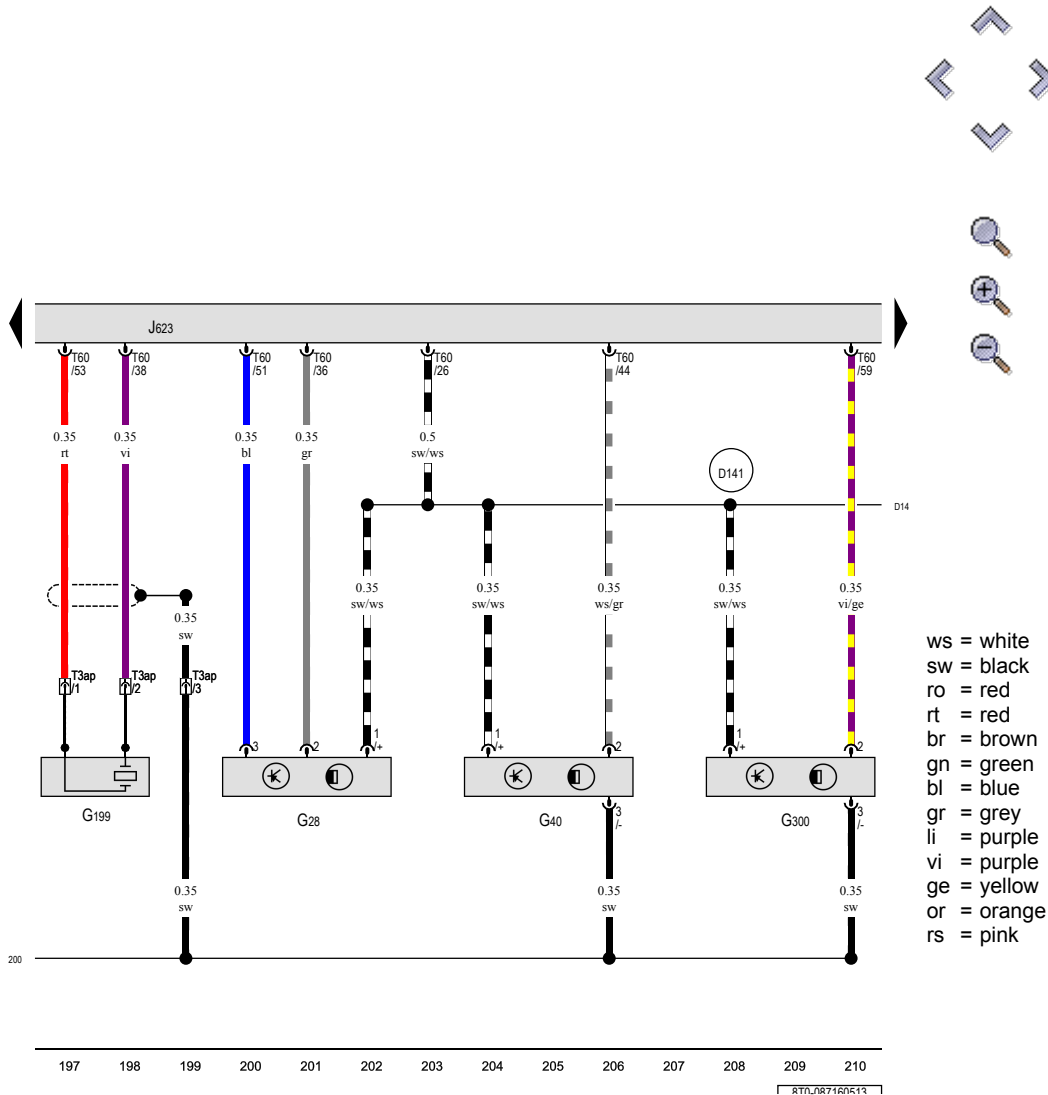 J623
T60 T60 T60 T60 T60 T60 T60
/53 /38 /51 /36 /26 /44 /59
0.35 0.35 0.35 0.35 0.5
rt vi bl gr sw/ws
D141
D14
0.35 0.35 0.35 0.35 0.35
sw/ws sw/ws ws/gr sw/ws vi/ge
0.35
sw
T3ap T3ap T3ap
/1 /2 /3
3 2 1 /+ 1 /+ 2 1 /+ 2
G199 G28 G40 G300
3 /- 3 /-
0.35 0.35 0.35
sw sw sw
200
197 198 199 200 201 202 203 204 205 206 207 208 209 210
8T0-087160513
ws = white
sw = black
ro = red
rt = red
br = brown
gn = green
bl = blue
gr = grey
li = purple
vi = purple
ge = yellow
or = orange
rs = pink